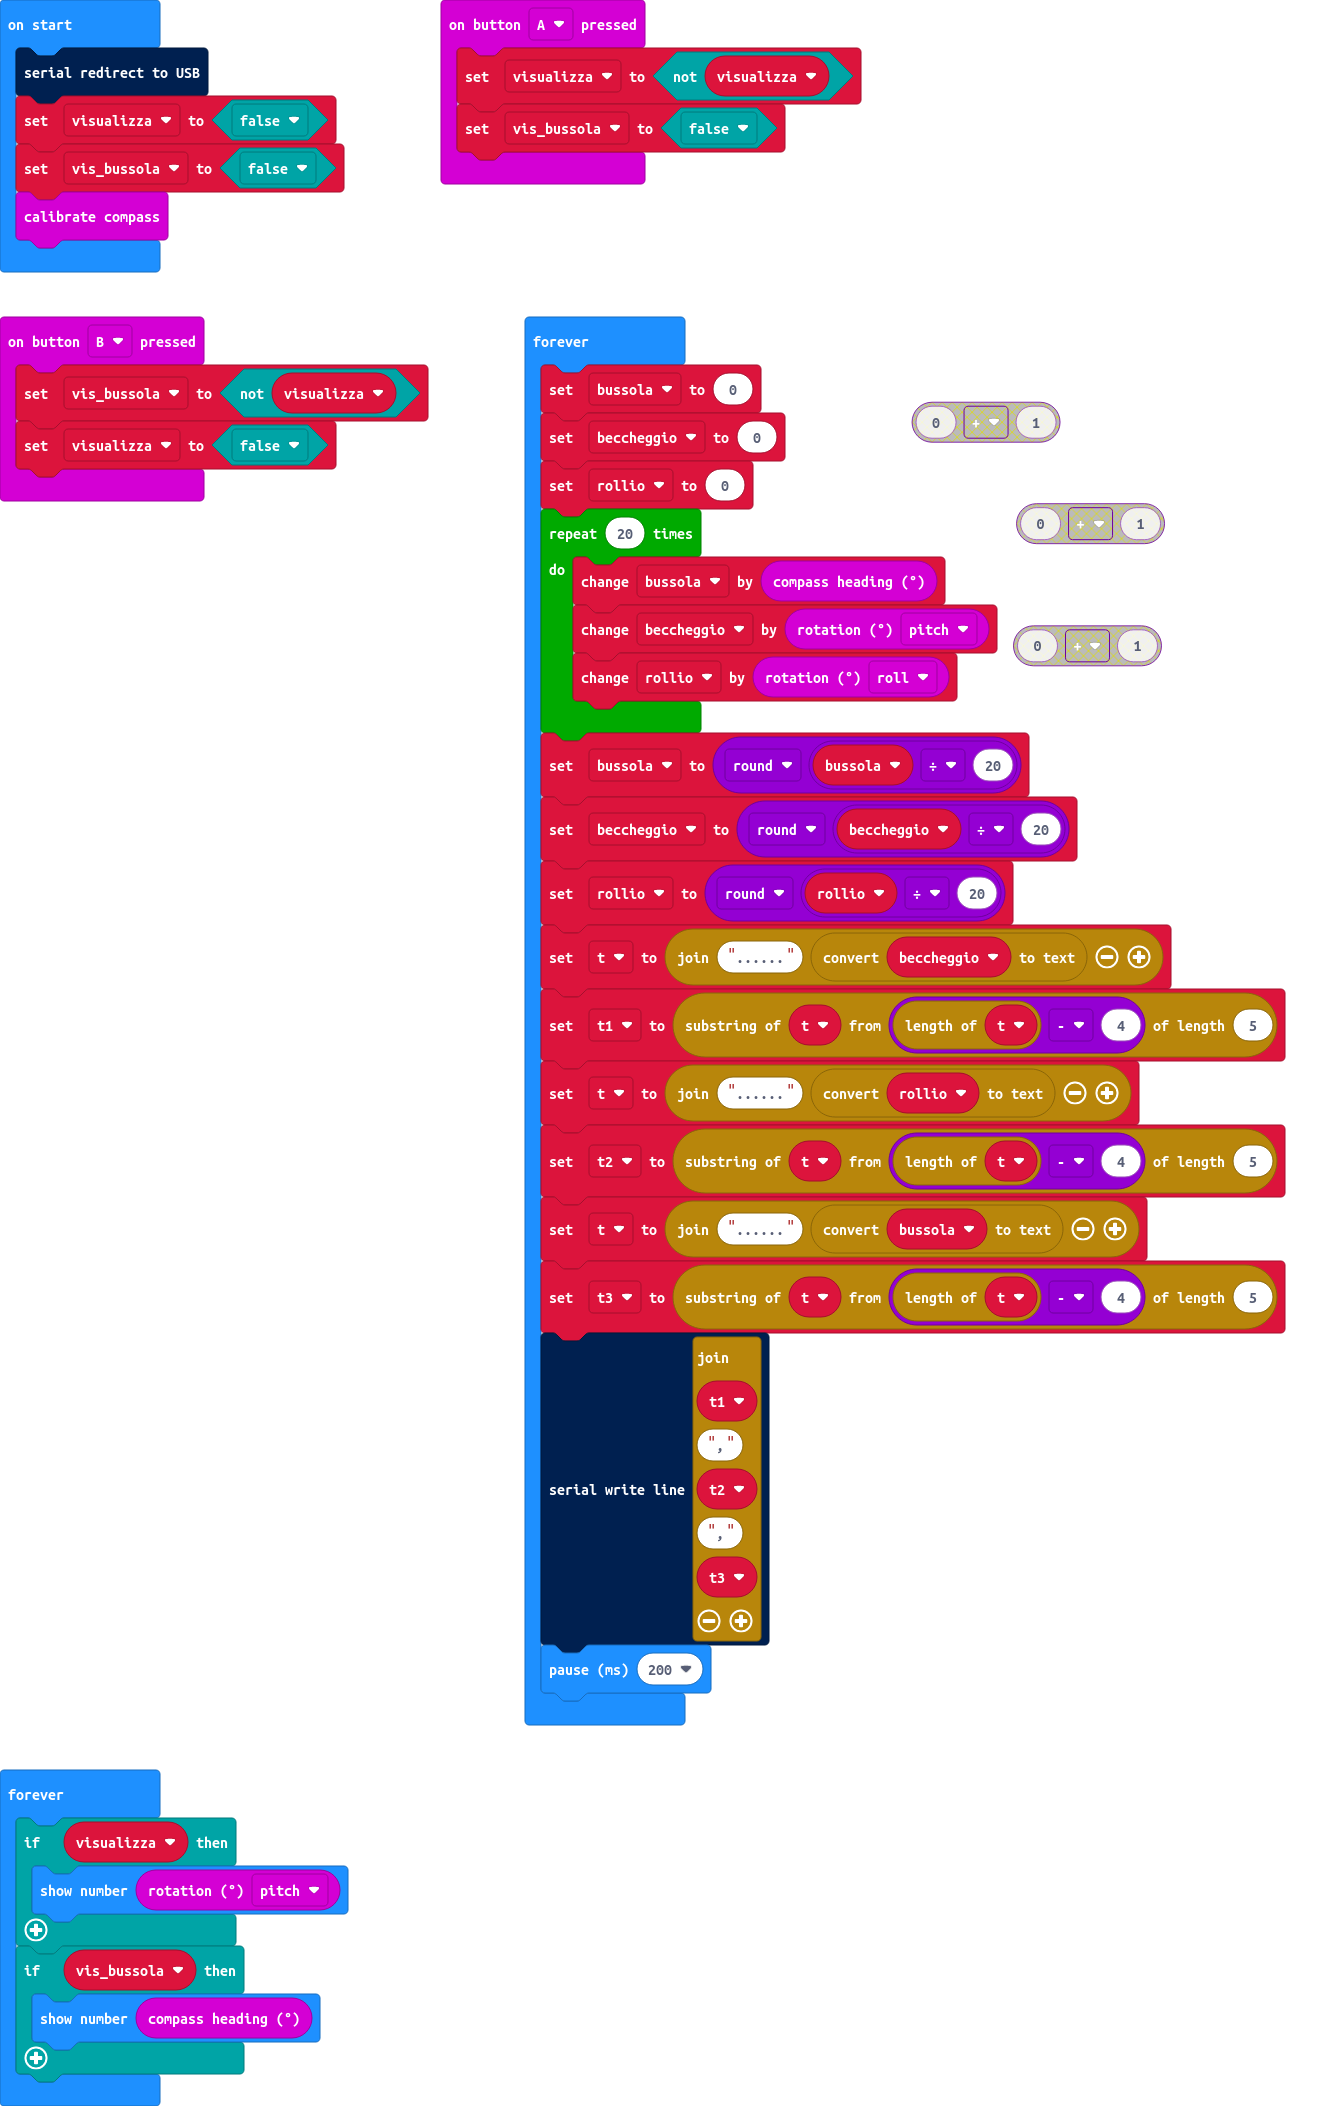 on start
serial redirect to USB
set visualizza to false
set vis_bussola to false
calibrate compass
on button A pressed
set visualizza to not visualizza
set vis_bussola to false
on button B pressed
set vis_bussola to not visualizza
set visualizza to false
forever
set bussola to 0
set beccheggio to 0
set rollio to 0
repeat 20 times
do
change bussola by compass heading (°)
change beccheggio by rotation (°) pitch
change rollio by rotation (°) roll
set bussola to round bussola ÷ 20
set beccheggio to round beccheggio ÷ 20
set rollio to round rollio ÷ 20
set t to join "......" convert beccheggio to text
set t1 to substring of t from length of t - 4 of length 5
set t to join "......" convert rollio to text
set t2 to substring of t from length of t - 4 of length 5
set t to join "......" convert bussola to text
set t3 to substring of t from length of t - 4 of length 5
serial write line
join
t1
","
t2
","
t3
pause (ms) 200
0 + 1
0 + 1
0 + 1
forever
if visualizza then
show number rotation (°) pitch
if vis_bussola then
show number compass heading (°)